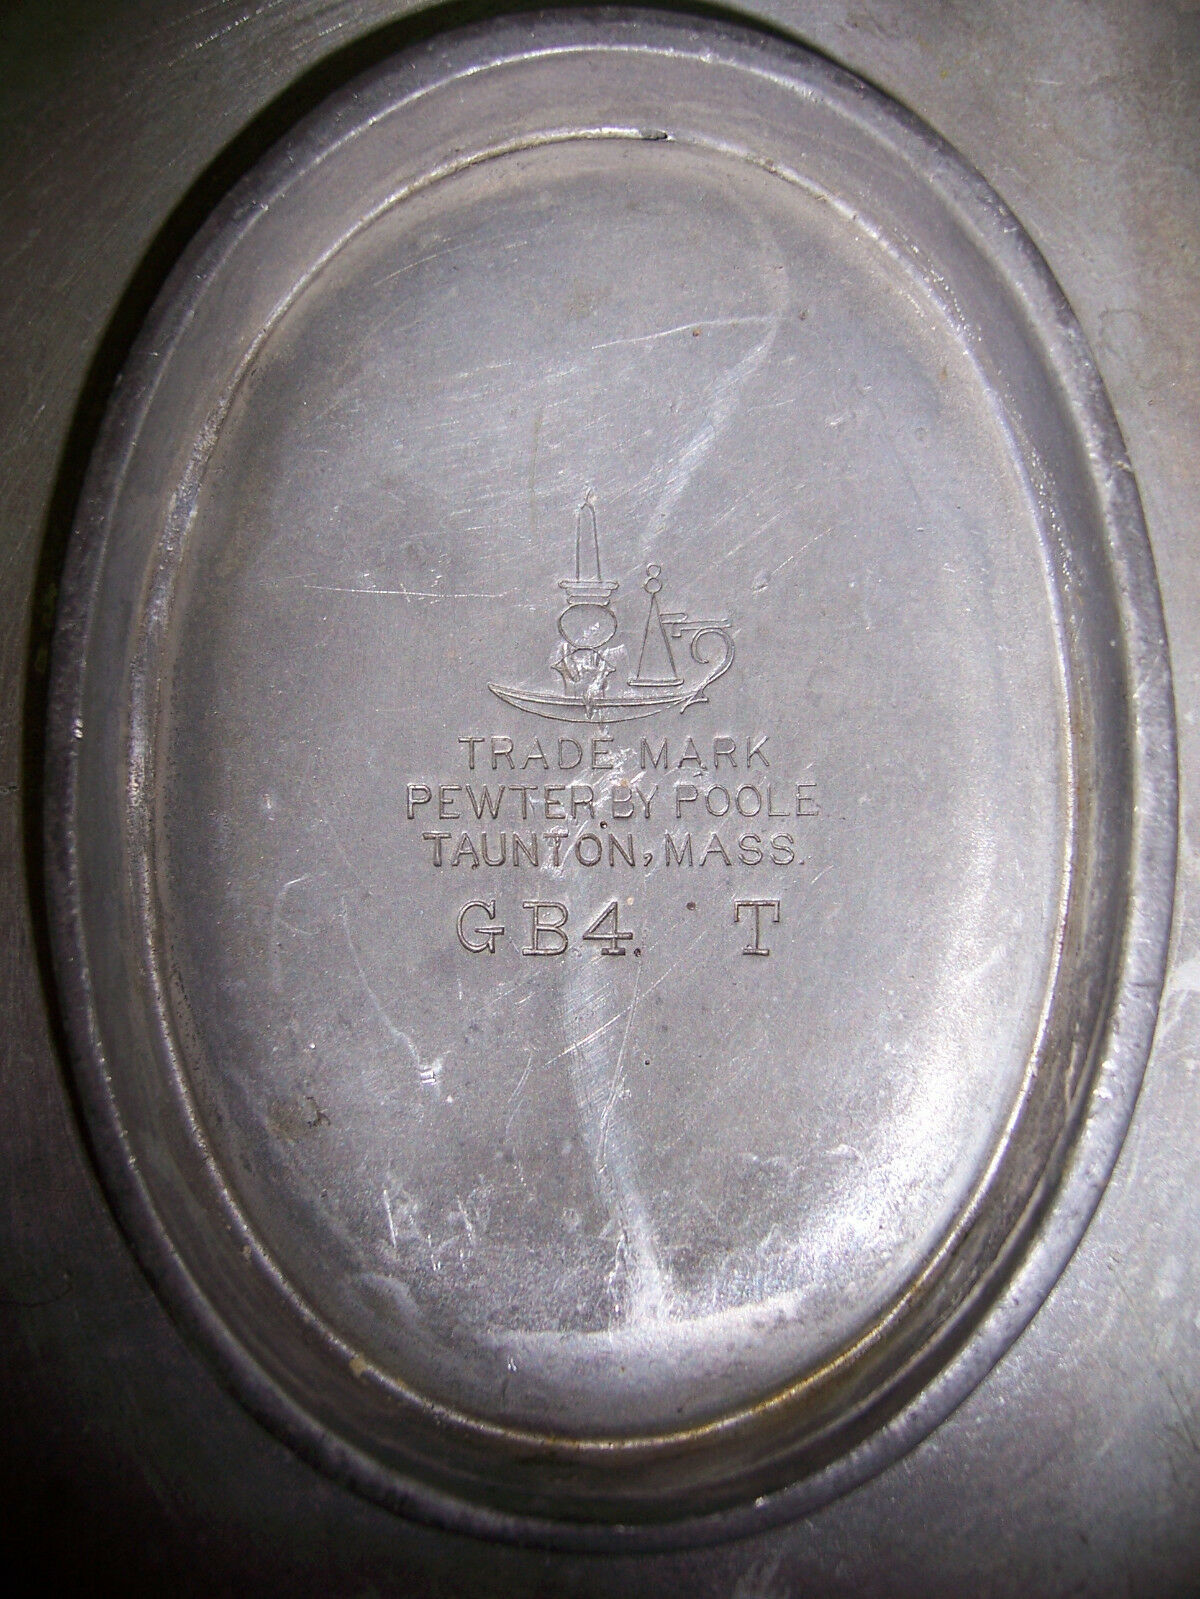 TRADE MARK
PEWTER BY POOLE
TAUNTON, MASS.
GB4 T